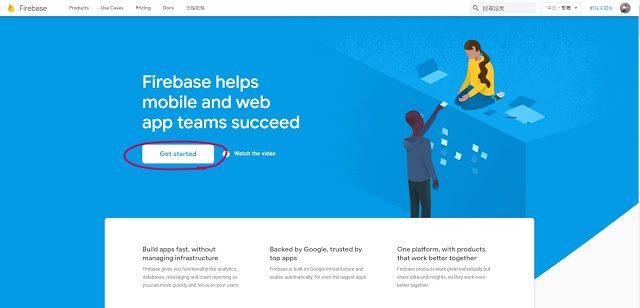 Firebase
Products
Use Cases
Pricing
Docs
支援服務
搜尋結果
中文 – 繁體
前往主控台
Firebase helps
mobile and web
app teams succeed
Get started
Watch the video
Build apps fast, without
managing infrastructure
Firebase gives you functionality like analytics,
databases, messaging and crash reporting so
you can move quickly and focus on your users.
Backed by Google, trusted by
top apps
Firebase is built on Google infrastructure and
scales automatically, for even the largest apps.
One platform, with products
that work better together
Firebase products work great individually but
share data and insights, so they work even
better together.